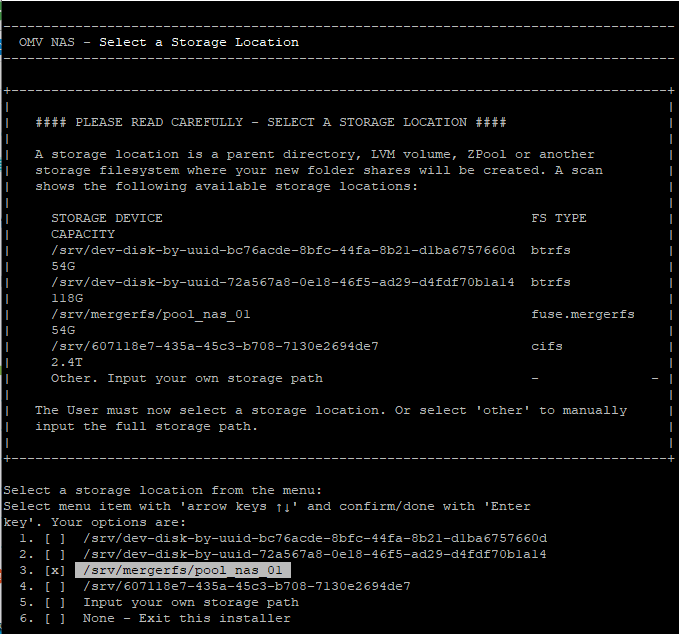 OMV NAS - Select a Storage Location
#### PLEASE READ CAREFULLY - SELECT A STORAGE LOCATION ####
A storage location is a parent directory, LVM volume, ZPool or another
storage filesystem where your new folder shares will be created. A scan
shows the following available storage locations:
STORAGE DEVICE FS TYPE
CAPACITY
/srv/dev-disk-by-uuid-bc76acde-8bfc-44fa-8b21-d1ba6757660d btrfs
54G
/srv/dev-disk-by-uuid-72a567a8-0e18-46f5-ad29-d4fdf70b1a14 btrfs
118G
/srv/mergerfs/pool_nas_01 fuse.mergerfs
54G
/srv/607118e7-435a-45c3-b708-7130e2694de7 cifs
2.4T
Other. Input your own storage path - -
The User must now select a storage location. Or select 'other' to manually
input the full storage path.
Select a storage location from the menu:
Select menu item with 'arrow keys ↑↓' and confirm/done with 'Enter
key'. Your options are:
1. [ ] /srv/dev-disk-by-uuid-bc76acde-8bfc-44fa-8b21-d1ba6757660d
2. [ ] /srv/dev-disk-by-uuid-72a567a8-0e18-46f5-ad29-d4fdf70b1a14
3. [x] /srv/mergerfs/pool_nas_01
4. [ ] /srv/607118e7-435a-45c3-b708-7130e2694de7
5. [ ] Input your own storage path
6. [ ] None - Exit this installer